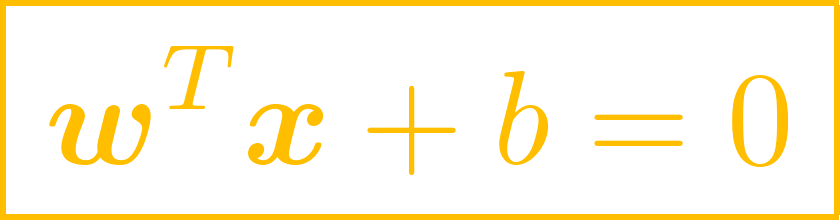 w^T x + b = 0